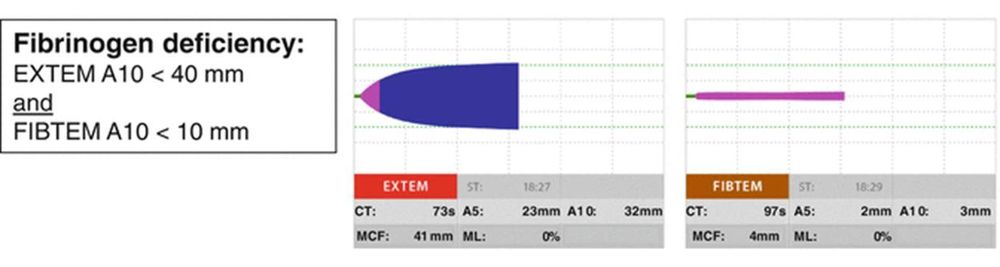 Fibrinogen deficiency:
EXTEM A10 < 40 mm
and
FIBTEM A10 < 10 mm
EXTEM ST: 18:27
CT: 73s A5: 23mm A10: 32mm
MCF: 41mm ML: 0%
FIBTEM ST: 18:29
CT: 97s A5: 2mm A10: 3mm
MCF: 4mm ML: 0%